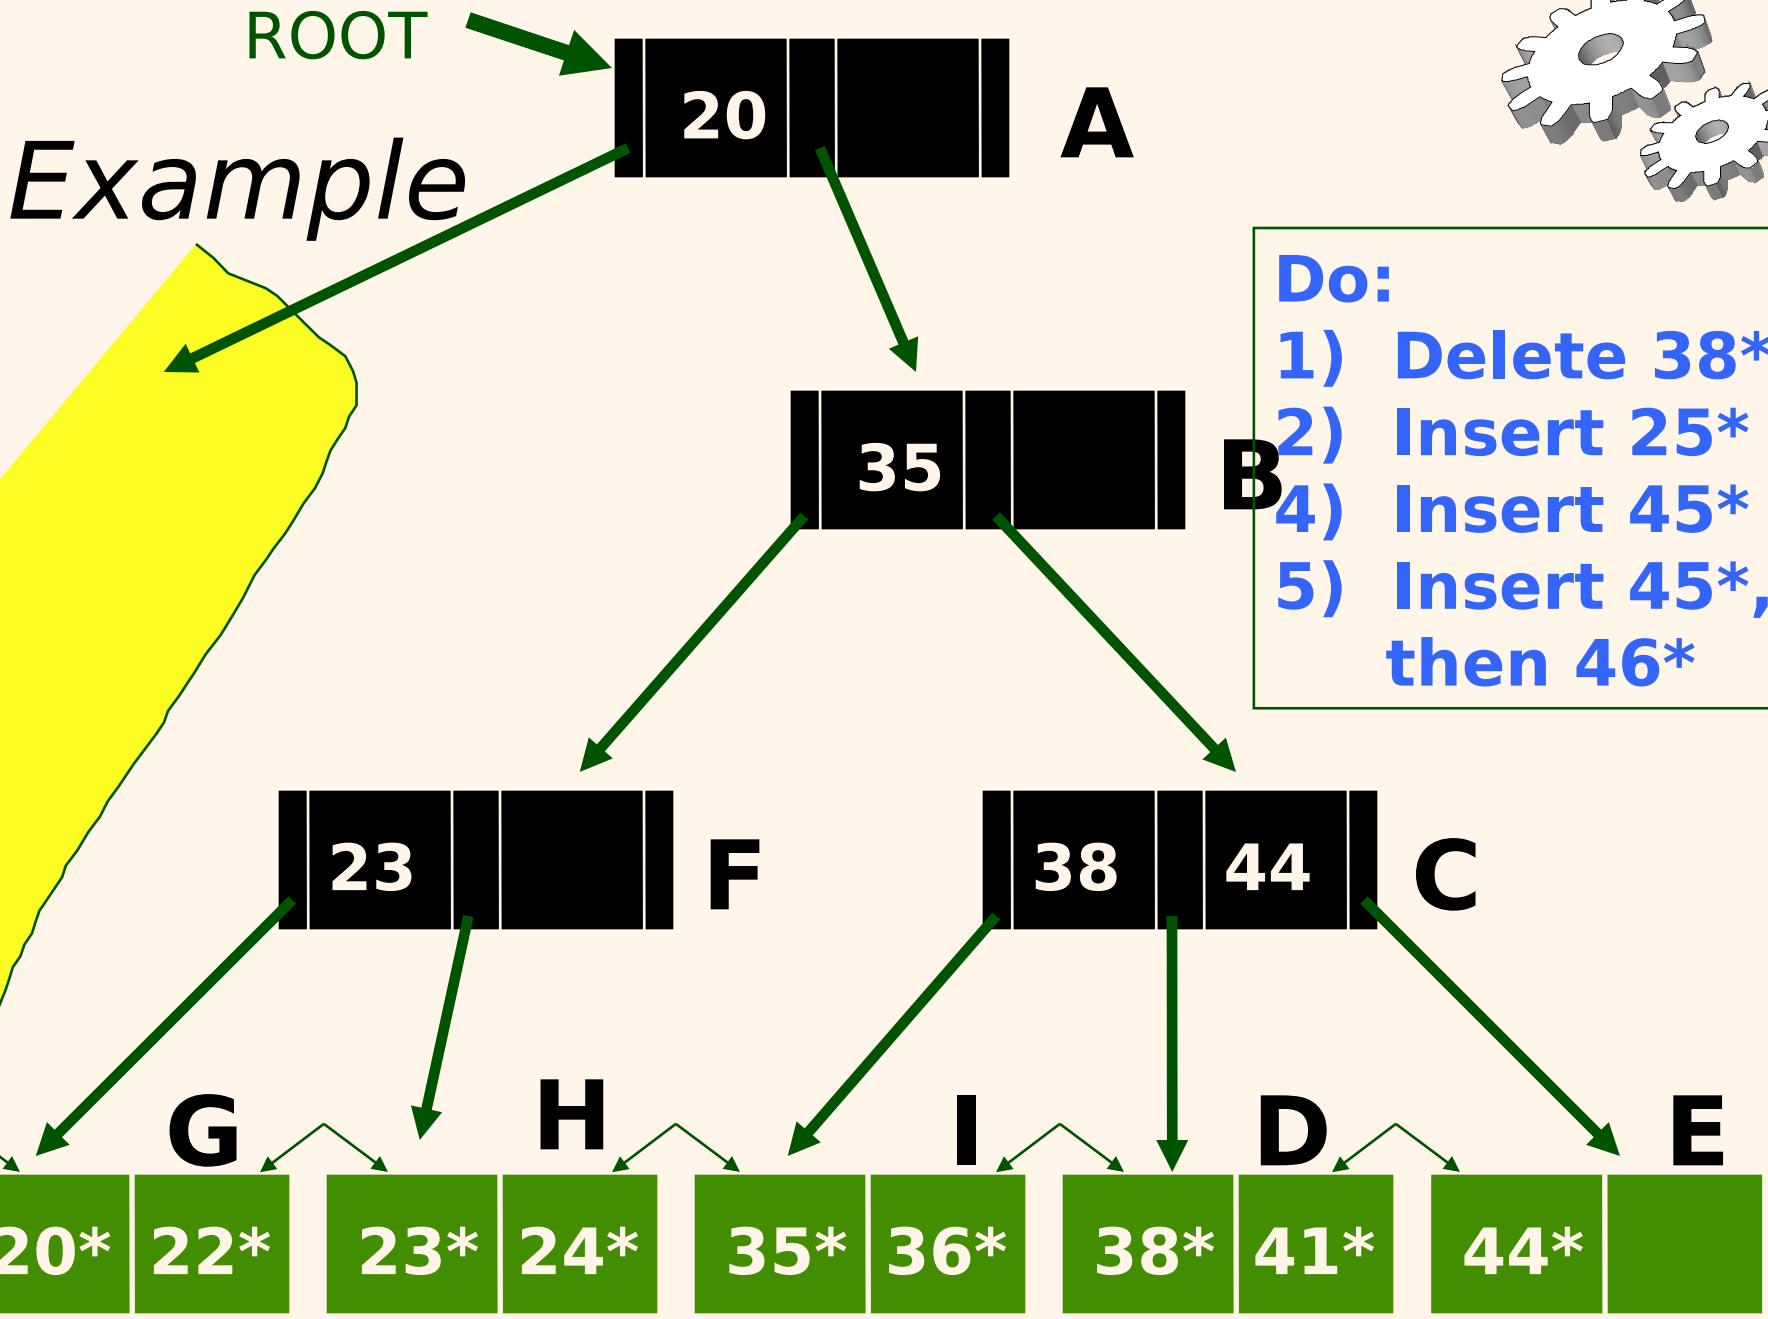 ROOT
20
A
Example
Do:
1) Delete 38*
35
B
2) Insert 25*
4) Insert 45*
5) Insert 45*,
then 46*
23
F
38 44
C
G
H
I
D
E
20* 22* 23* 24* 35* 36* 38* 41* 44*